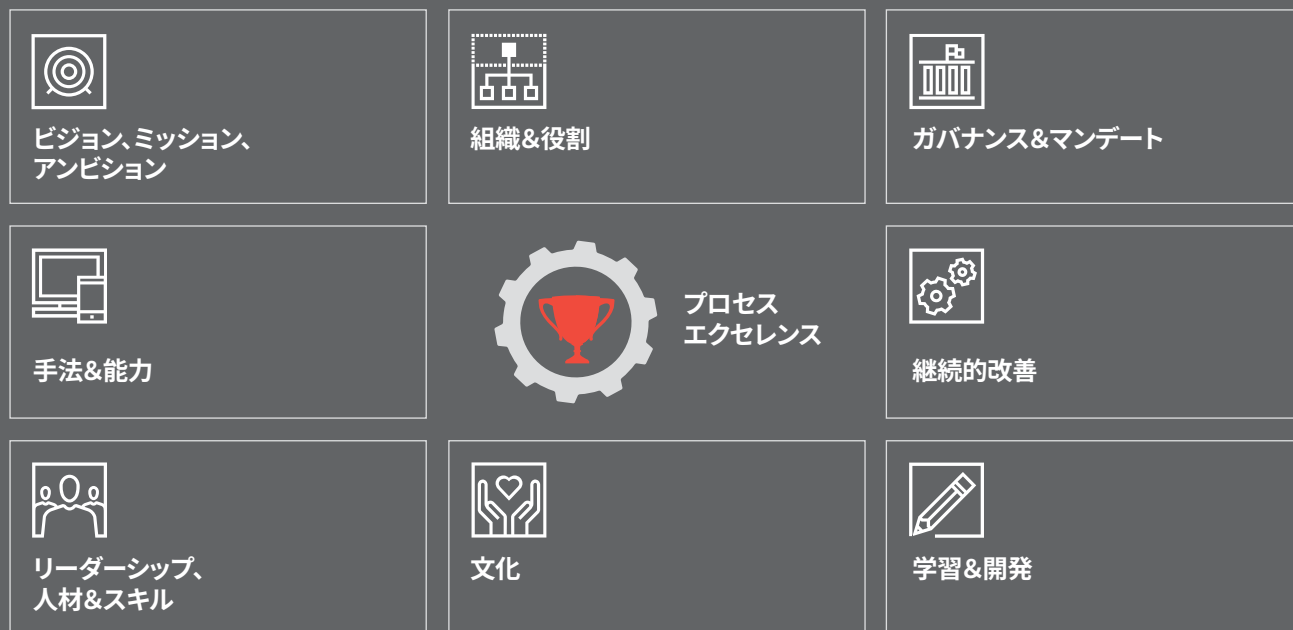 ビジョン、ミッション、
アンビション
組織&役割
ガバナンス&マンデート
手法&能力
プロセス
エクセレンス
継続的改善
リーダーシップ、
人材&スキル
文化
学習&開発